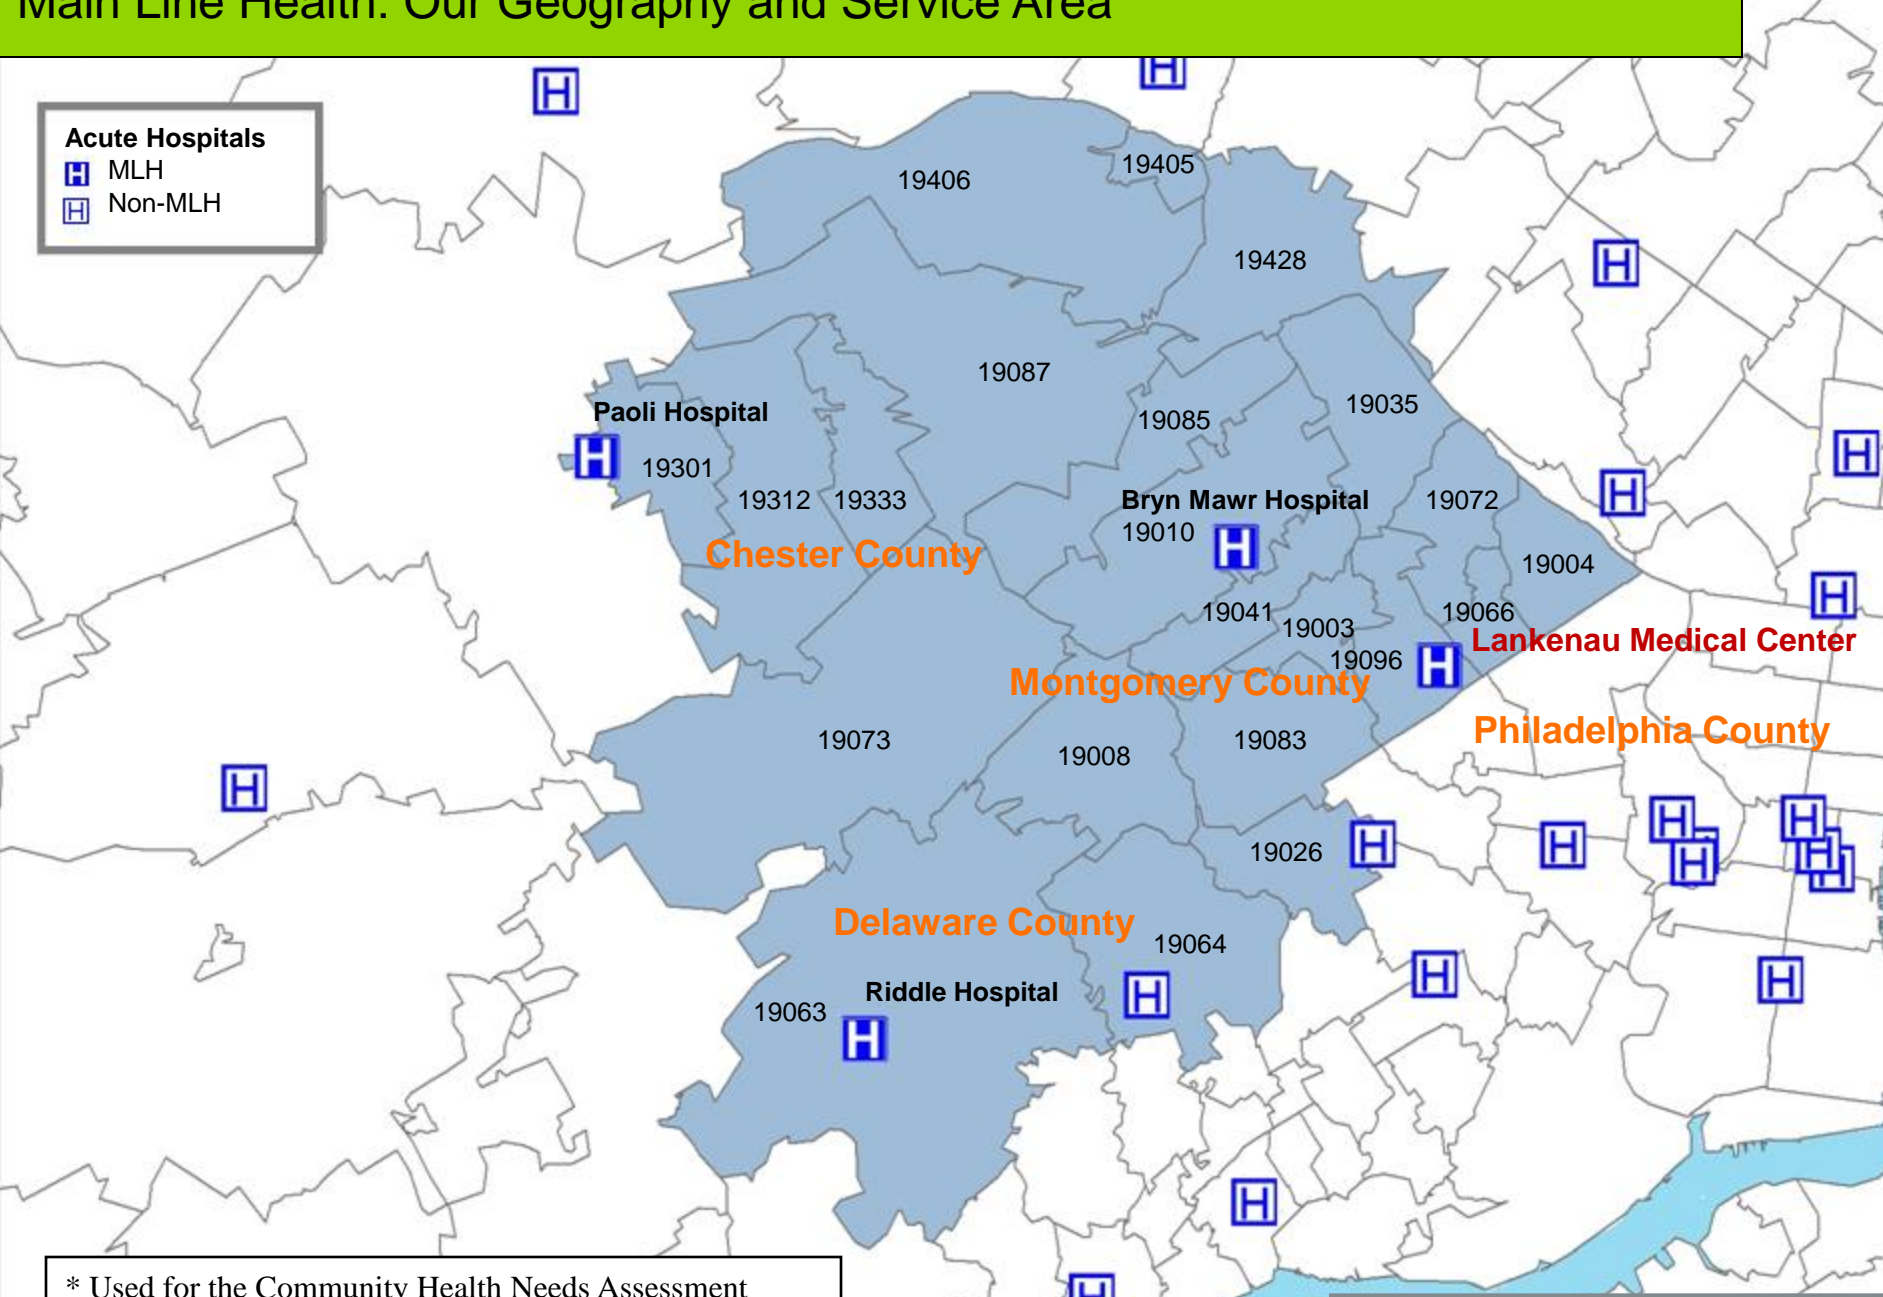 Main Line Health: Our Geography and Service Area
Acute Hospitals
H MLH
H Non-MLH
H
H
19406
19405
19428
H
19087
19035
19085
Paoli Hospital
H
19301
H
H
19312
19333
Bryn Mawr Hospital
19072
19010
H
Chester County
19004
H
19041
19003
19066
Lankenau Medical Center
19096
H
Montgomery County
Philadelphia County
19073
19008
19083
H
19026
H
H
H
H
H
H
H
Delaware County
19064
H
H
Riddle Hospital
H
19063
H
H
H
* Used for the Community Health Needs Assessment